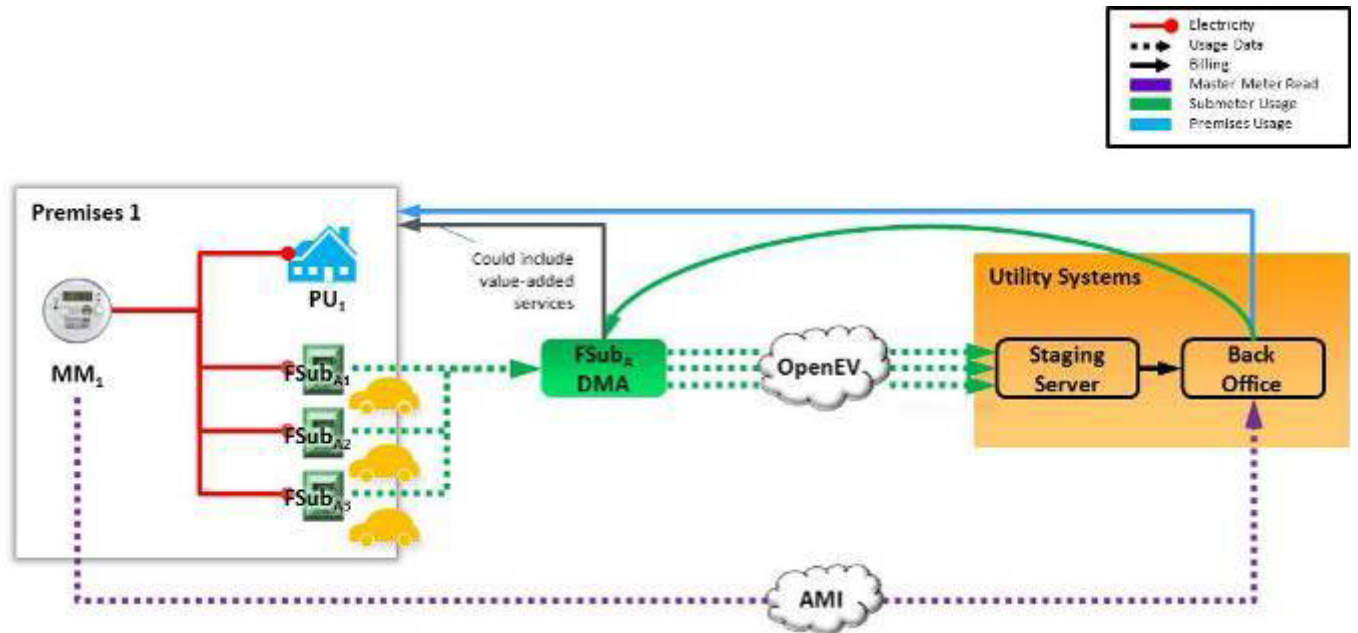 Electricity
Usage Data
Billing
Master Meter Read
Submeter Usage
Premises Usage
Premises 1
PU1
MM1
FSubA1
FSubA2
FSubA3
Could include
value-added
services
FSubA
DMA
OpenEV
Utility Systems
Staging
Server
Back
Office
AMI